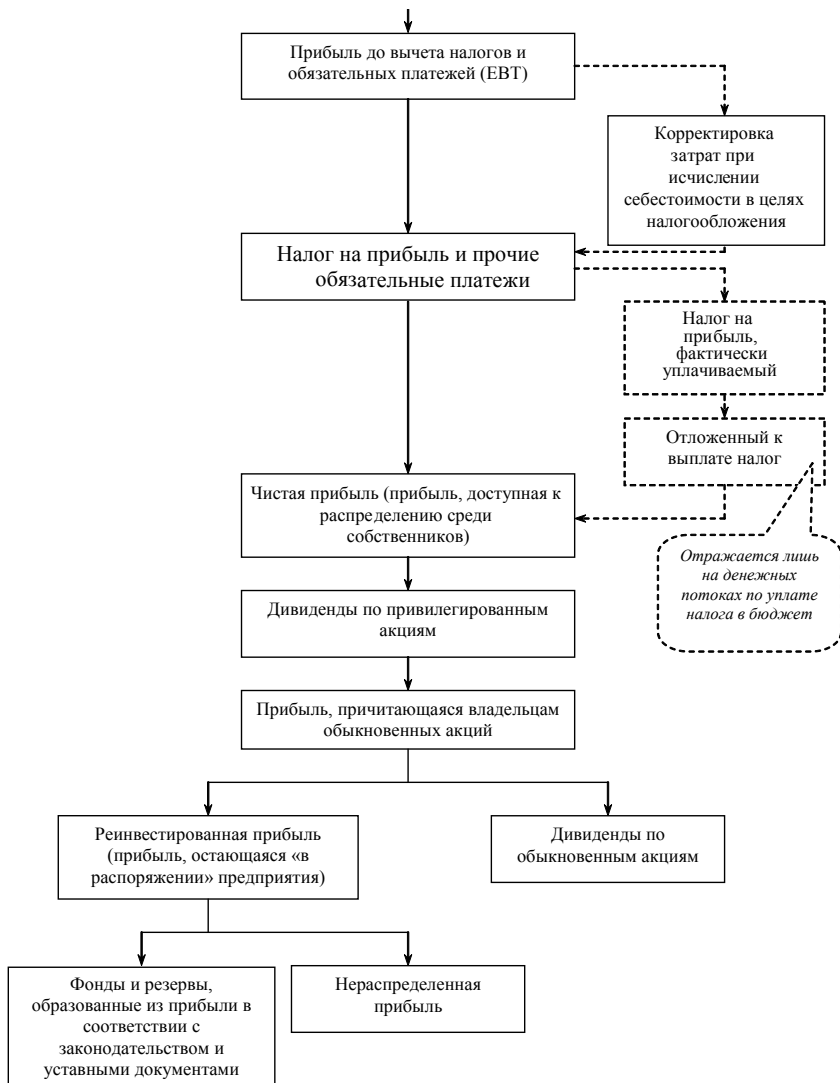 Прибыль до вычета налогов и
обязательных платежей (ЕВТ)
Корректировка
затрат при
исчислении
себестоимости в целях
налогообложения
Налог на прибыль и прочие
обязательные платежи
Налог на
прибыль,
фактически
уплачиваемый
Отложенный к
выплате налог
Чистая прибыль (прибыль, доступная к
распределению среди
собственников)
Отражается лишь
на денежных
потоках по уплате
налога в бюджет
Дивиденды по привилегированным
акциям
Прибыль, причитающаяся владельцам
обыкновенных акций
Реинвестированная прибыль
(прибыль, остающаяся «в
распоряжении» предприятия)
Дивиденды по
обыкновенным акциям
Фонды и резервы,
образованные из прибыли в
соответствии с
законодательством и
уставными документами
Нераспределенная
прибыль